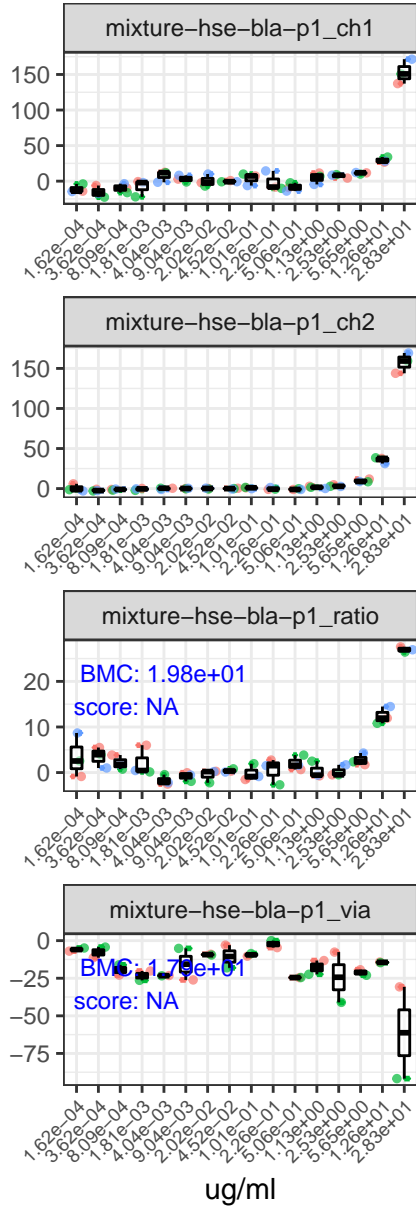 mixture−hse−bla−p1_ch1
150
100
50
0
1.62e−04
3.62e−04
8.09e−04
1.81e−03
4.04e−03
9.04e−03
2.02e−02
4.52e−02
1.01e−01
2.26e−01
5.06e−01
1.13e+00
2.53e+00
5.65e+00
1.26e+01
2.83e+01
mixture−hse−bla−p1_ch2
150
100
50
0
1.62e−04
3.62e−04
8.09e−04
1.81e−03
4.04e−03
9.04e−03
2.02e−02
4.52e−02
1.01e−01
2.26e−01
5.06e−01
1.13e+00
2.53e+00
5.65e+00
1.26e+01
2.83e+01
mixture−hse−bla−p1_ratio
BMC: 1.98e+01
score: NA
20
10
0
1.62e−04
3.62e−04
8.09e−04
1.81e−03
4.04e−03
9.04e−03
2.02e−02
4.52e−02
1.01e−01
2.26e−01
5.06e−01
1.13e+00
2.53e+00
5.65e+00
1.26e+01
2.83e+01
mixture−hse−bla−p1_via
0
−25
−50
−75
score: NA
1.62e−04
3.62e−04
8.09e−04
1.81e−03
4.04e−03
9.04e−03
2.02e−02
4.52e−02
1.01e−01
2.26e−01
5.06e−01
1.13e+00
2.53e+00
5.65e+00
1.26e+01
2.83e+01
ug/ml